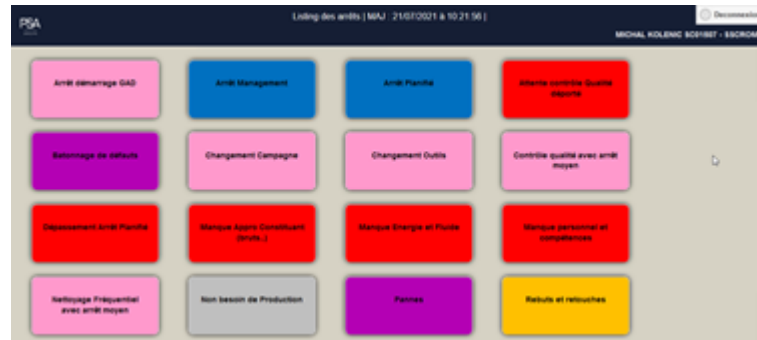 PSA
Listing des arrêts | MAJ : 21/07/2021 à 10:21:56 |
Deconnexion
MICHAL KOLENIC SC01887 - SSCROM
Arrêt démarrage GAD
Arrêt Management
Arrêt Planifié
Attente contrôle Qualité
déporté
Betonnage de défauts
Changement Campagne
Changement Outils
Contrôle qualité avec arrêt
moyen
Dépassement Arrêt Planifié
Manque Appro Constituant
(bruts..)
Manque Energie et Fluide
Manque personnel et
compétences
Nettoyage Fréquentiel
avec arrêt moyen
Non besoin de Production
Pannes
Rebuts et retouches